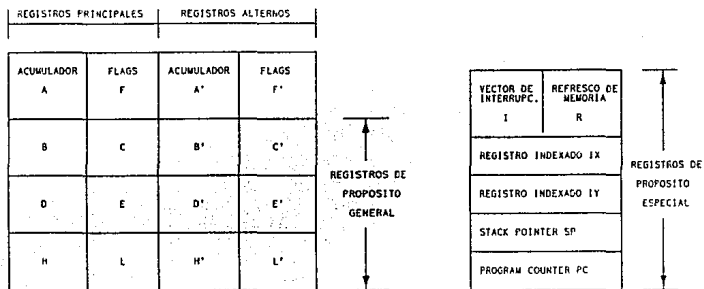 REGISTROS PRINCIPALES REGISTROS ALTERNOS
ACUMULADOR FLAGS ACUMULADOR FLAGS
A F A' F'
B C B' C'
D E D' E'
H L H' L'
REGISTROS DE
PROPOSITO
GENERAL
VECTOR DE REFRESCO DE
INTERRUPC. MEMORIA
I R
REGISTRO INDEXADO IX
REGISTRO INDEXADO IY
STACK POINTER SP
PROGRAM COUNTER PC
REGISTROS DE
PROPOSITO
ESPECIAL